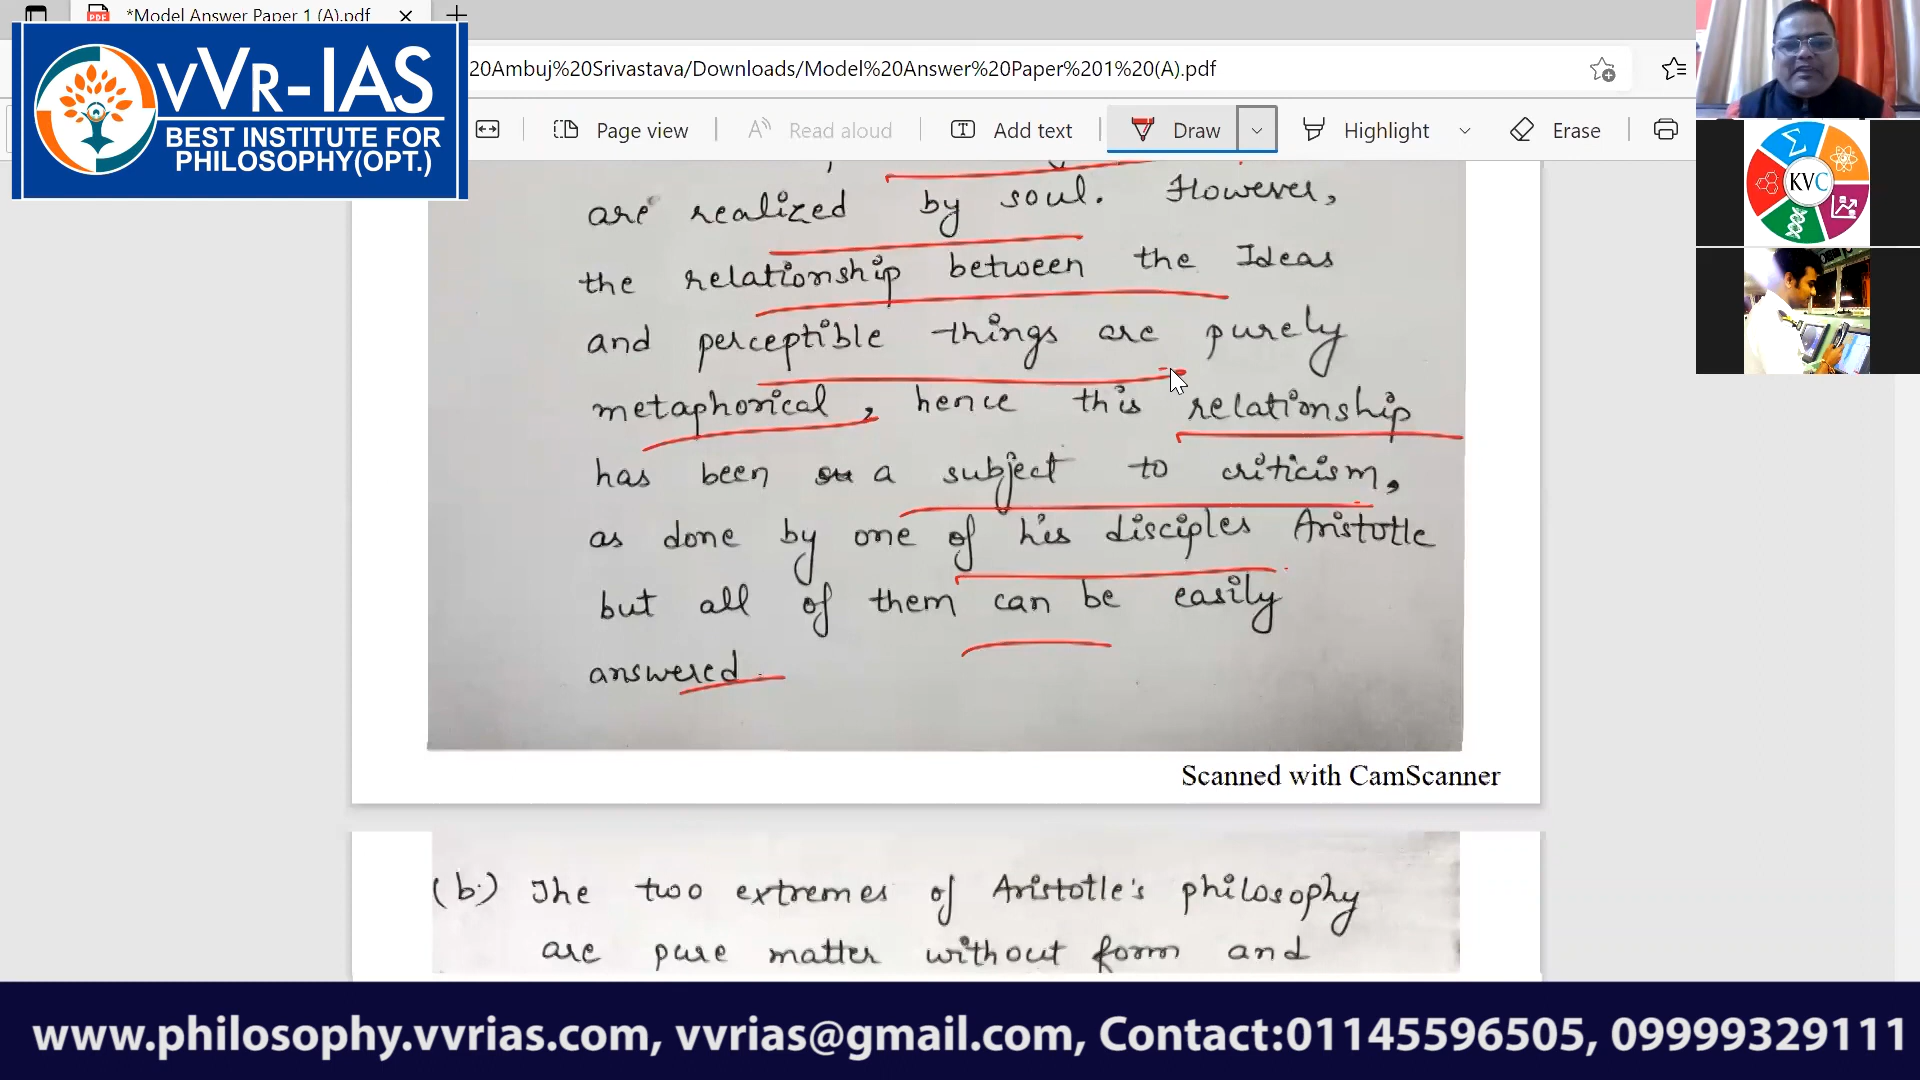 *Model Answer Paper 1 (A).pdf
20Ambuj%20Srivastava/Downloads/Model%20Answer%20Paper%201%20(A).pdf
VVR-IAS
BEST INSTITUTE FOR
PHILOSOPHY(OPT.)
Page view
Read aloud
Add text
Draw
Highlight
Erase
KVC
are realized by soul. However,
the relationship between the Ideas
and perceptible things are purely
metaphorical, hence this relationship
has been a subject to criticism,
as done by one of his disciples Aristotle
but all of them can be easily
answered.
Scanned with CamScanner
(b.) The two extremes of Aristotle's philosophy
are pure matter without form and
www.philosophy.vvrias.com, vvrias@gmail.com, Contact:01145596505, 09999329111